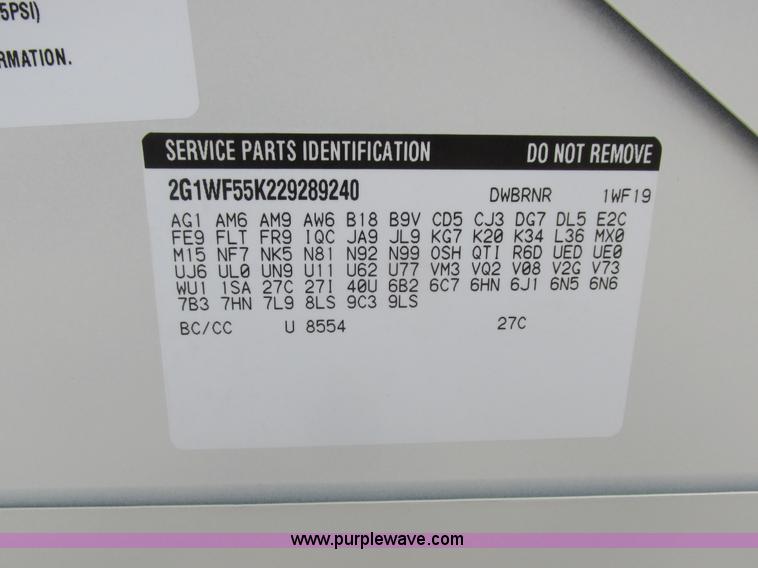 5PSI)
RMATION.
SERVICE PARTS IDENTIFICATION DO NOT REMOVE
2G1WF55K229289240 DWBRNR 1WF19
AG1 AM6 AM9 AW6 B18 B9V CD5 CJ3 DG7 DL5 E2C
FE9 FLT FR9 IQC JA9 JL9 KG7 K20 K34 L36 MX0
M15 NF7 NK5 N81 N92 N99 OSH QTI R6D UED UE0
UJ6 UL0 UN9 U11 U62 U77 VM3 VQ2 V08 V2G V73
WU1 1SA 27C 27I 40U 6B2 6C7 6HN 6J1 6N5 6N6
7B3 7HN 7L9 8LS 9C3 9LS
BC/CC U 8554 27C
www.purplewave.com